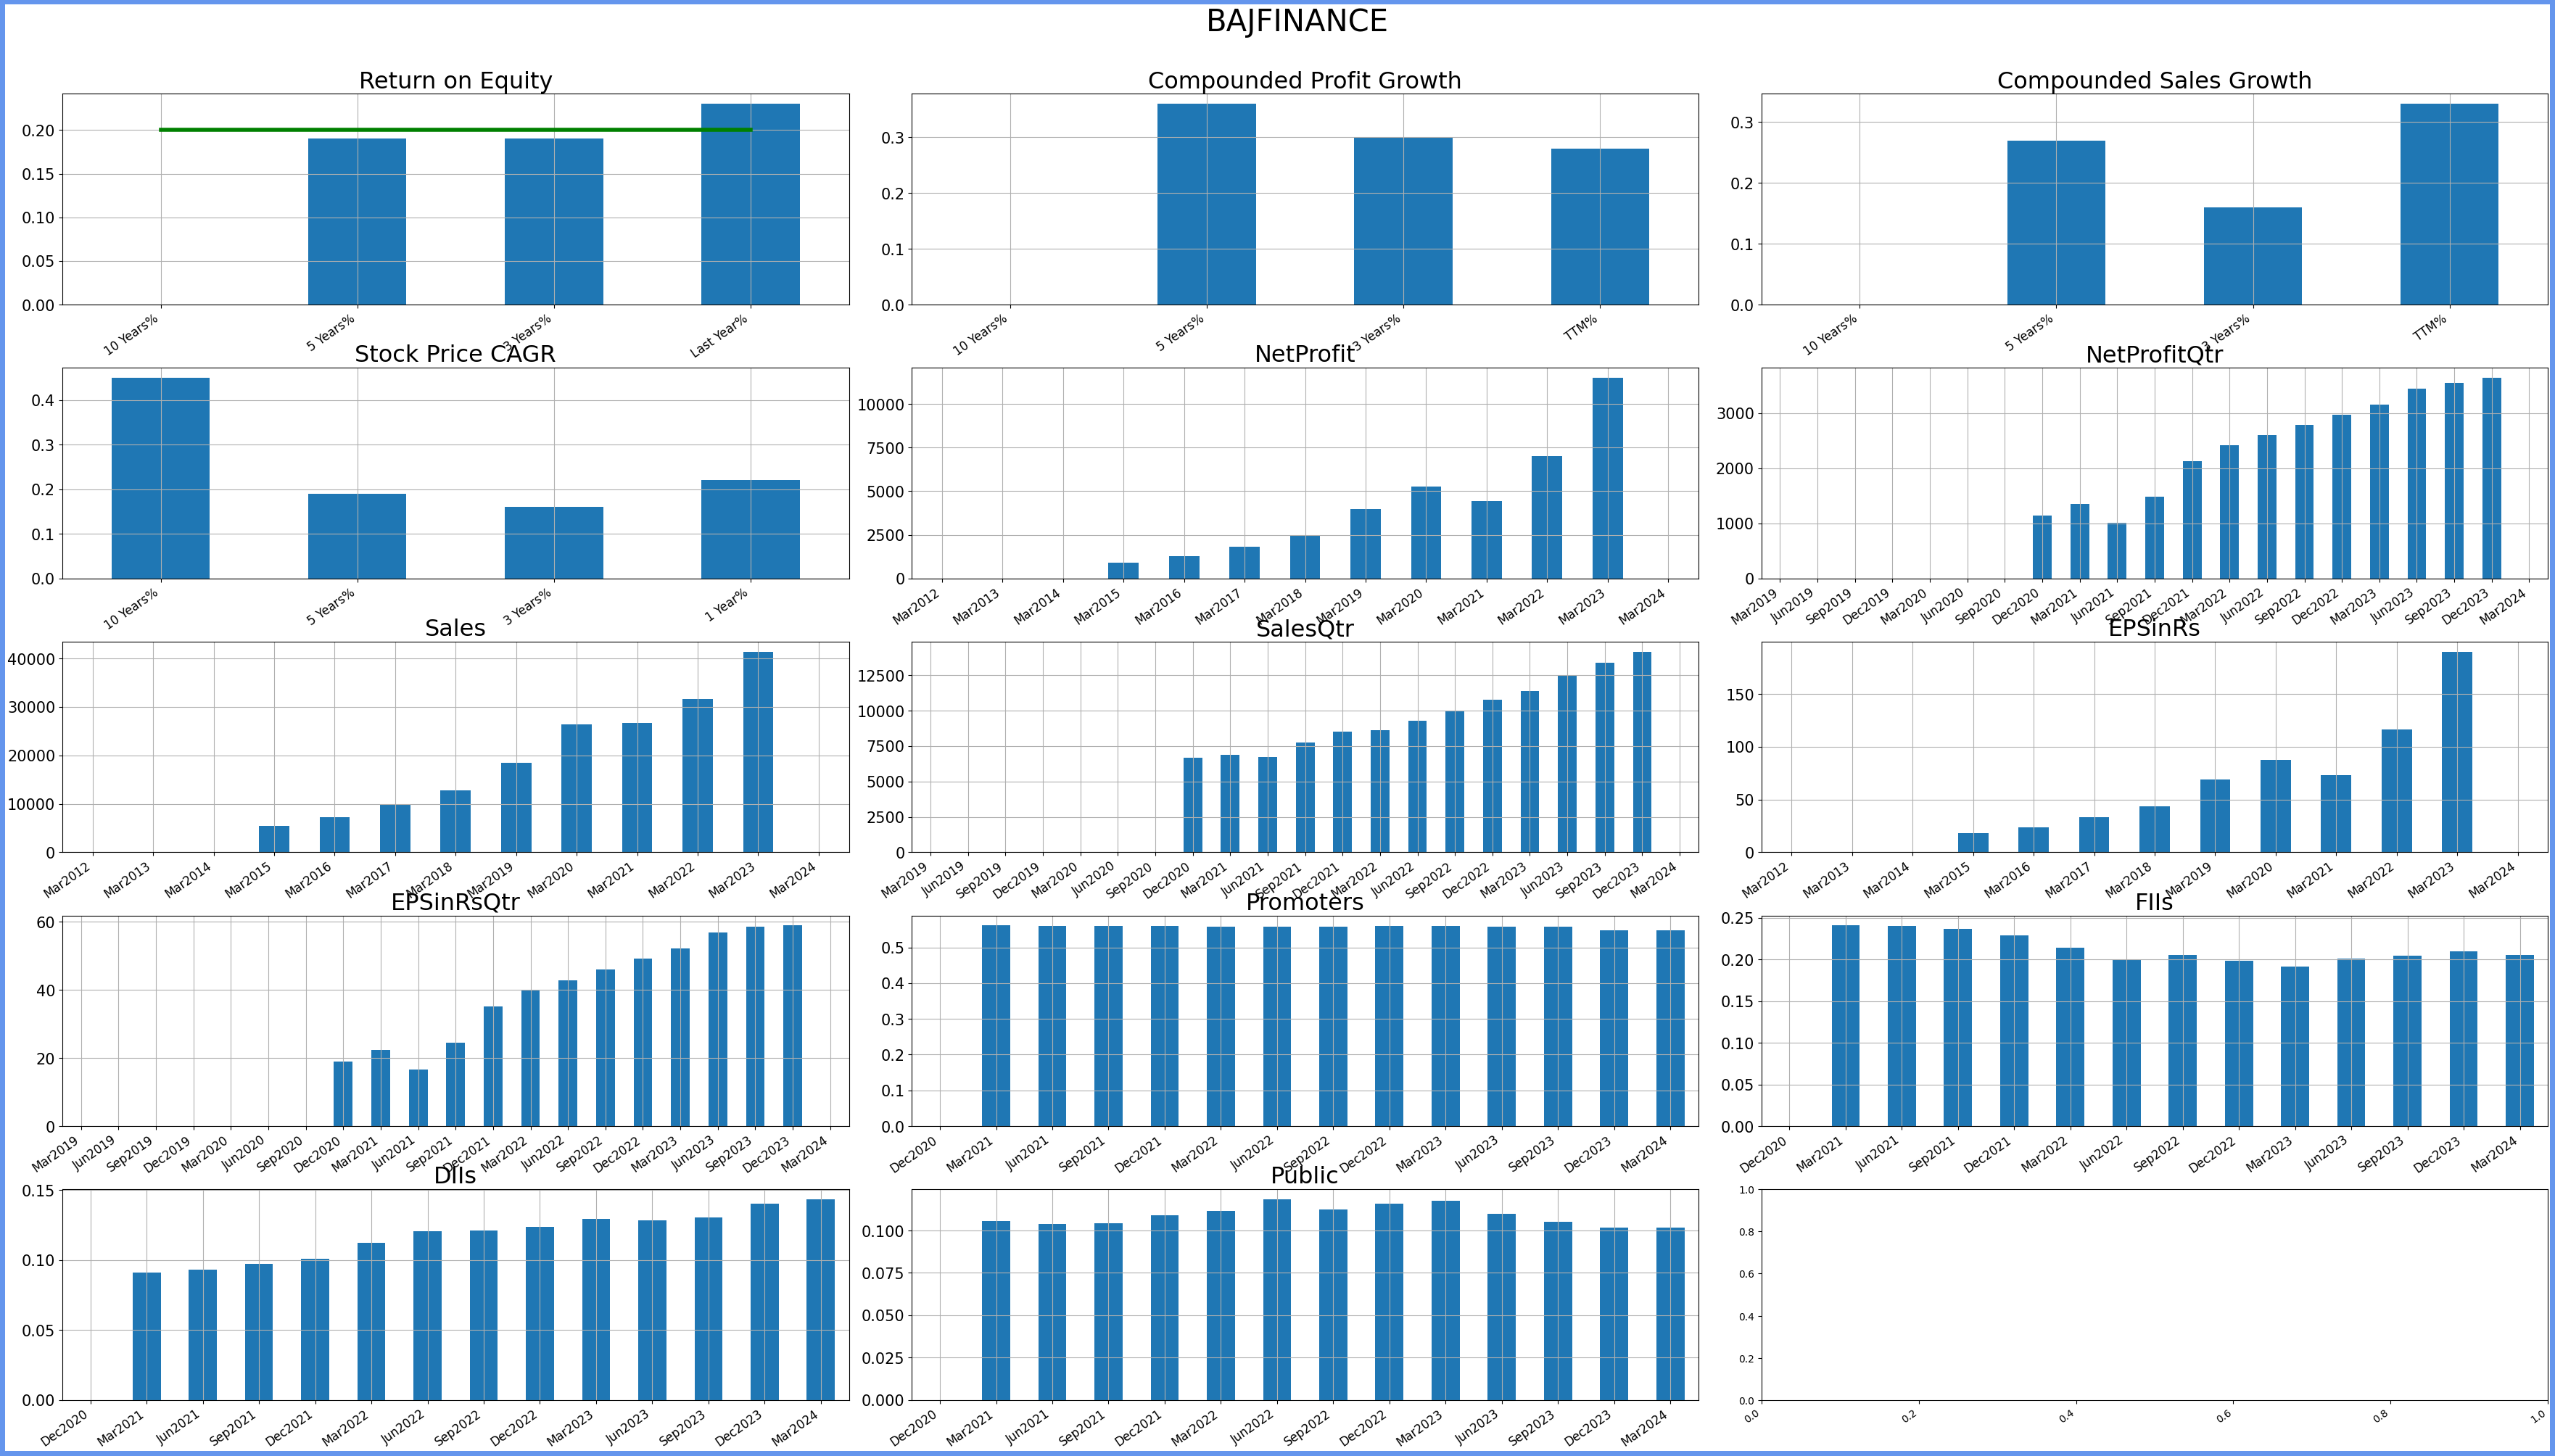 BAJFINANCE
Return on Equity
0.20
0.15
0.10
0.05
0.00
10 Years%
5 Years%
3 Years%
Last Year%
Compounded Profit Growth
0.3
0.2
0.1
0.0
10 Years%
5 Years%
3 Years%
TTM%
Compounded Sales Growth
0.3
0.2
0.1
0.0
10 Years%
5 Years%
3 Years%
TTM%
Stock Price CAGR
0.4
0.3
0.2
0.1
0.0
10 Years%
5 Years%
3 Years%
1 Year%
NetProfit
10000
7500
5000
2500
0
Mar2012
Mar2013
Mar2014
Mar2015
Mar2016
Mar2017
Mar2018
Mar2019
Mar2020
Mar2021
Mar2022
Mar2023
Mar2024
NetProfitQtr
3000
2000
1000
0
Mar2019
Jun2019
Sep2019
Dec2019
Mar2020
Jun2020
Sep2020
Dec2020
Mar2021
Jun2021
Sep2021
Dec2021
Mar2022
Jun2022
Sep2022
Dec2022
Mar2023
Jun2023
Sep2023
Dec2023
Mar2024
Sales
40000
30000
20000
10000
0
Mar2012
Mar2013
Mar2014
Mar2015
Mar2016
Mar2017
Mar2018
Mar2019
Mar2020
Mar2021
Mar2022
Mar2023
Mar2024
SalesQtr
12500
10000
7500
5000
2500
0
Mar2019
Jun2019
Sep2019
Dec2019
Mar2020
Jun2020
Sep2020
Dec2020
Mar2021
Jun2021
Sep2021
Dec2021
Mar2022
Jun2022
Sep2022
Dec2022
Mar2023
Jun2023
Sep2023
Dec2023
Mar2024
EPSinRs
150
100
50
0
Mar2012
Mar2013
Mar2014
Mar2015
Mar2016
Mar2017
Mar2018
Mar2019
Mar2020
Mar2021
Mar2022
Mar2023
Mar2024
EPSinRsQtr
60
40
20
0
Mar2019
Jun2019
Sep2019
Dec2019
Mar2020
Jun2020
Sep2020
Dec2020
Mar2021
Jun2021
Sep2021
Dec2021
Mar2022
Jun2022
Sep2022
Dec2022
Mar2023
Jun2023
Sep2023
Dec2023
Mar2024
Promoters
0.5
0.4
0.3
0.2
0.1
0.0
Dec2020
Mar2021
Jun2021
Sep2021
Dec2021
Mar2022
Jun2022
Sep2022
Dec2022
Mar2023
Jun2023
Sep2023
Dec2023
Mar2024
FIIs
0.25
0.20
0.15
0.10
0.05
0.00
Dec2020
Mar2021
Jun2021
Sep2021
Dec2021
Mar2022
Jun2022
Sep2022
Dec2022
Mar2023
Jun2023
Sep2023
Dec2023
Mar2024
DIIs
0.15
0.10
0.05
0.00
Dec2020
Mar2021
Jun2021
Sep2021
Dec2021
Mar2022
Jun2022
Sep2022
Dec2022
Mar2023
Jun2023
Sep2023
Dec2023
Mar2024
Public
0.100
0.075
0.050
0.025
0.000
Dec2020
Mar2021
Jun2021
Sep2021
Dec2021
Mar2022
Jun2022
Sep2022
Dec2022
Mar2023
Jun2023
Sep2023
Dec2023
Mar2024
1.0
0.8
0.6
0.4
0.2
0.0
0.0
0.2
0.4
0.6
0.8
1.0